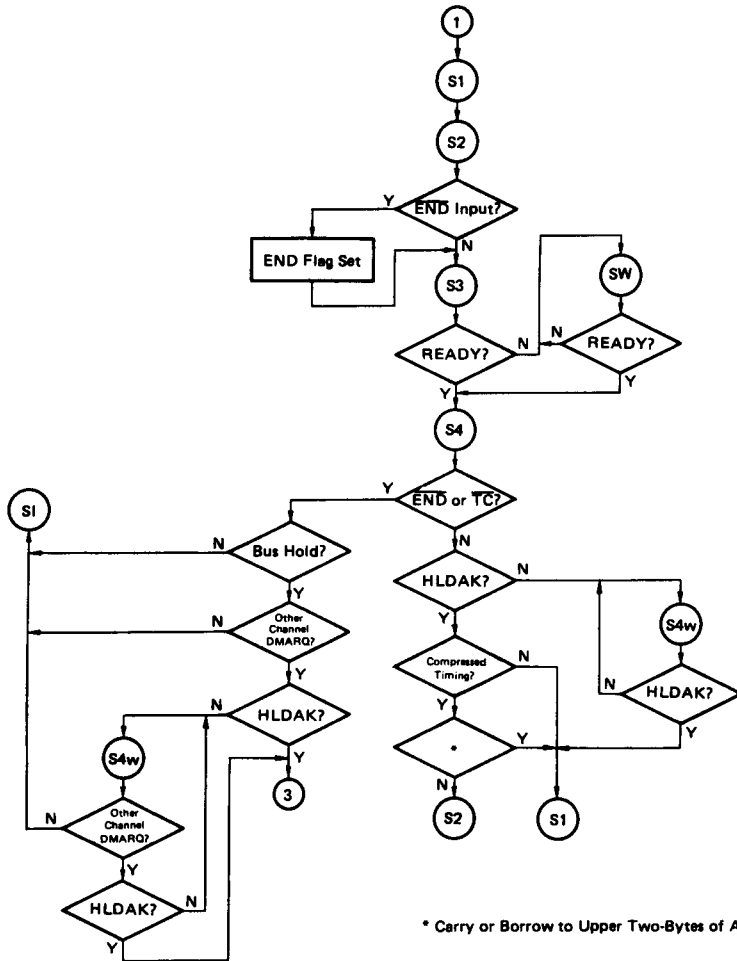 1
S1
S2
Y
END Input?
N
END Flag Set
S3
SW
READY?
N
N
READY?
Y
Y
S4
Y
END or TC?
N
SI
N
Bus Hold?
Y
HLDAK?
N
Y
N
Other
Channel
DMARQ?
Y
S4w
Compressed
Timing?
N
Y
HLDAK?
N
HLDAK?
Y
Y
S4w
*
Y
N
3
S2
S1
N
Other
Channel
DMARQ?
Y
HLDAK?
N
Y
* Carry or Borrow to Upper Two-Bytes of A